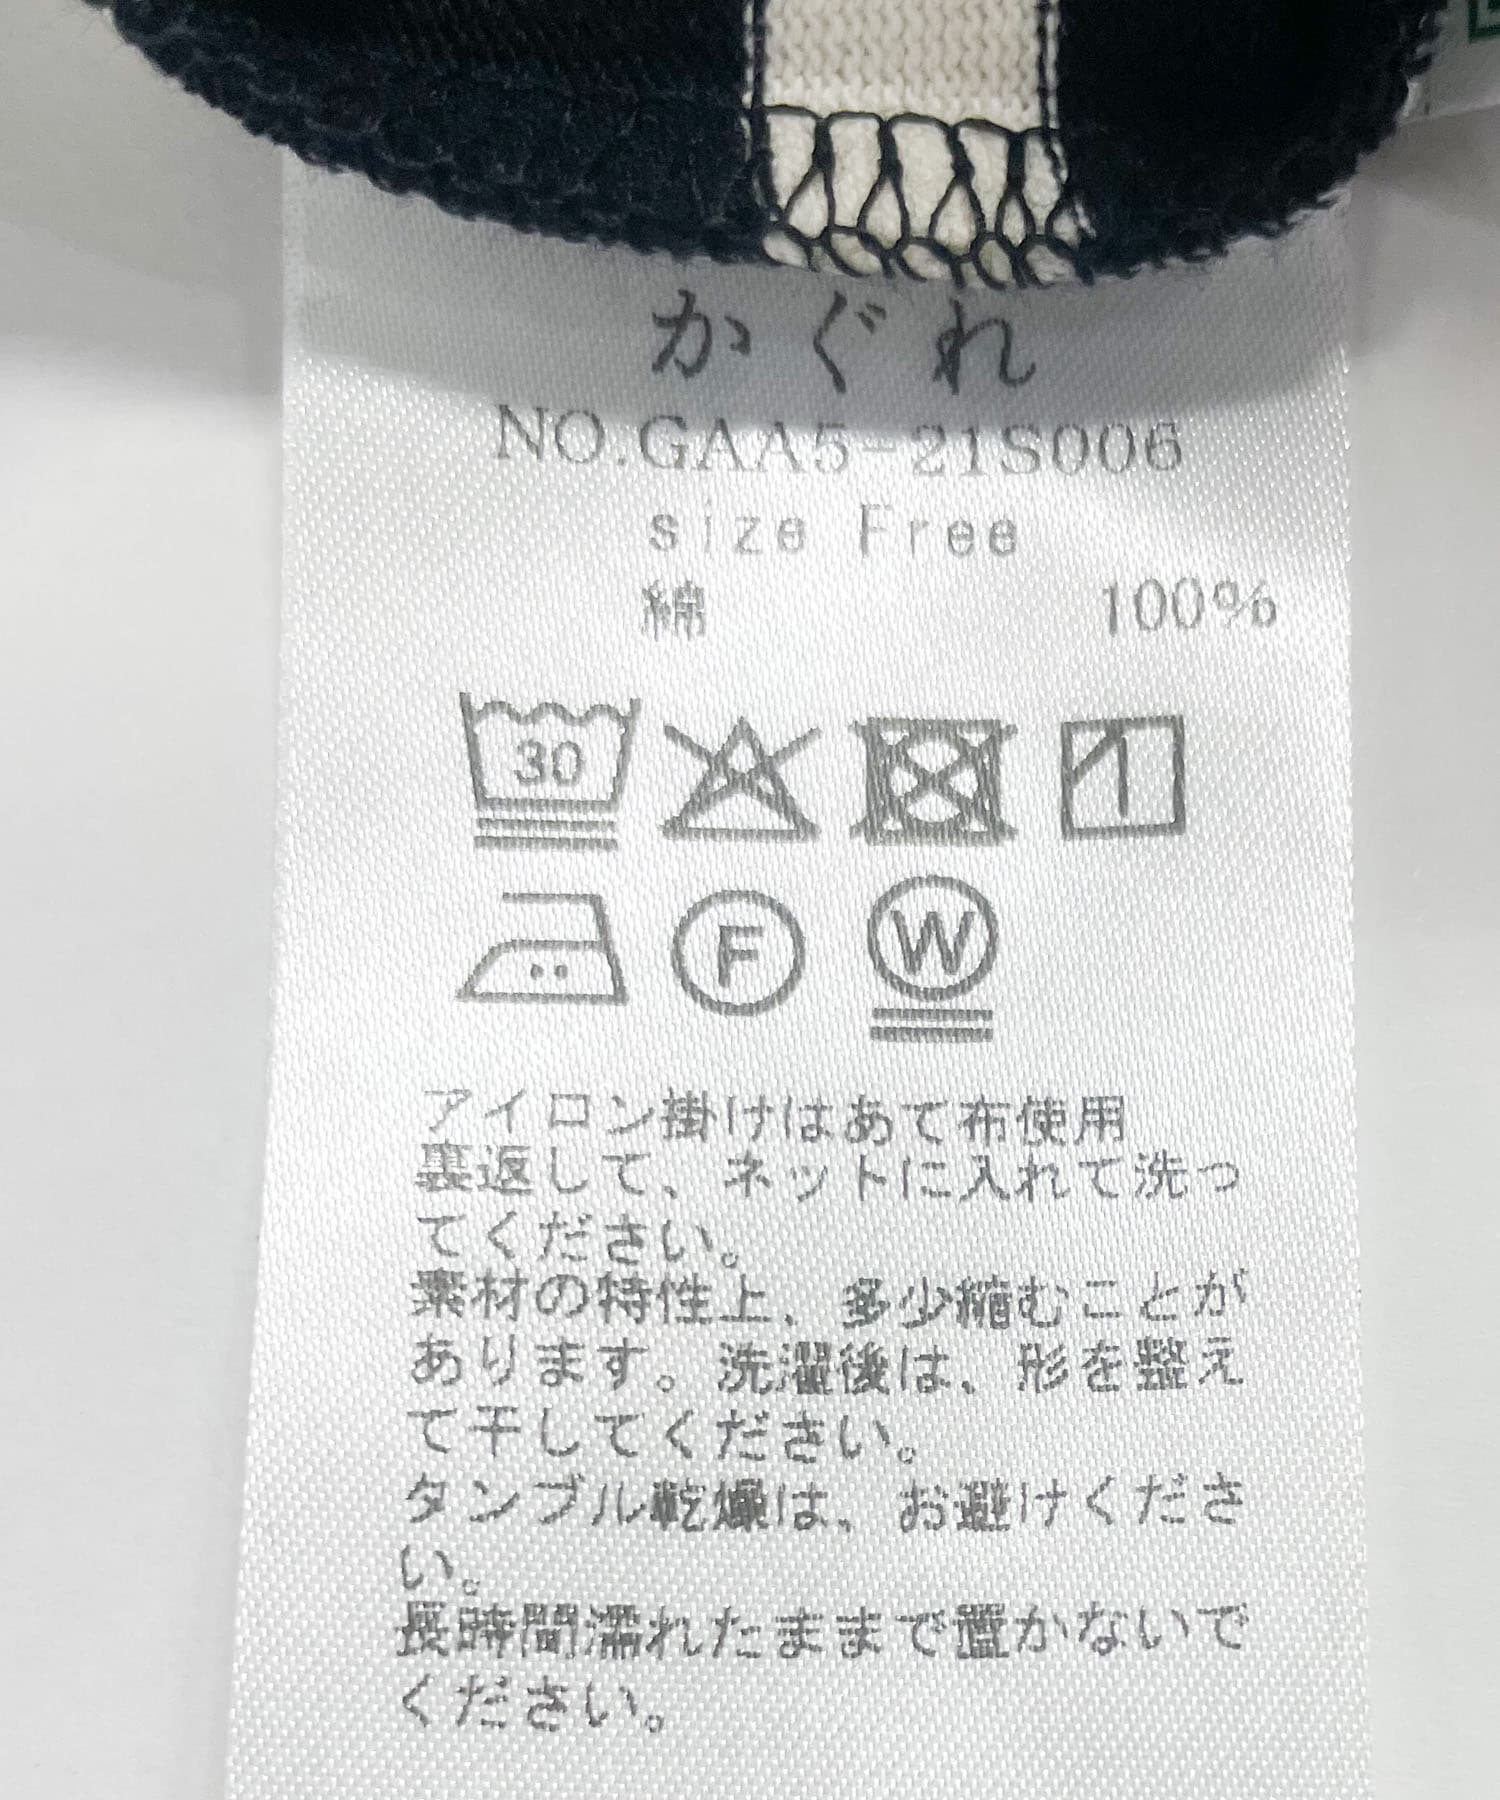 かぐれ
NO.GAA5-21S006
size Free
綿 100%
30
F W
アイロン掛けはあて布使用
裏返して、ネットに入れて洗っ
てください。
素材の特性上、多少縮むことが
あります。洗濯後は、形を整え
て干してください。
タンブル乾燥は、お避けくださ
い。
長時間濡れたままで置かないで
ください。